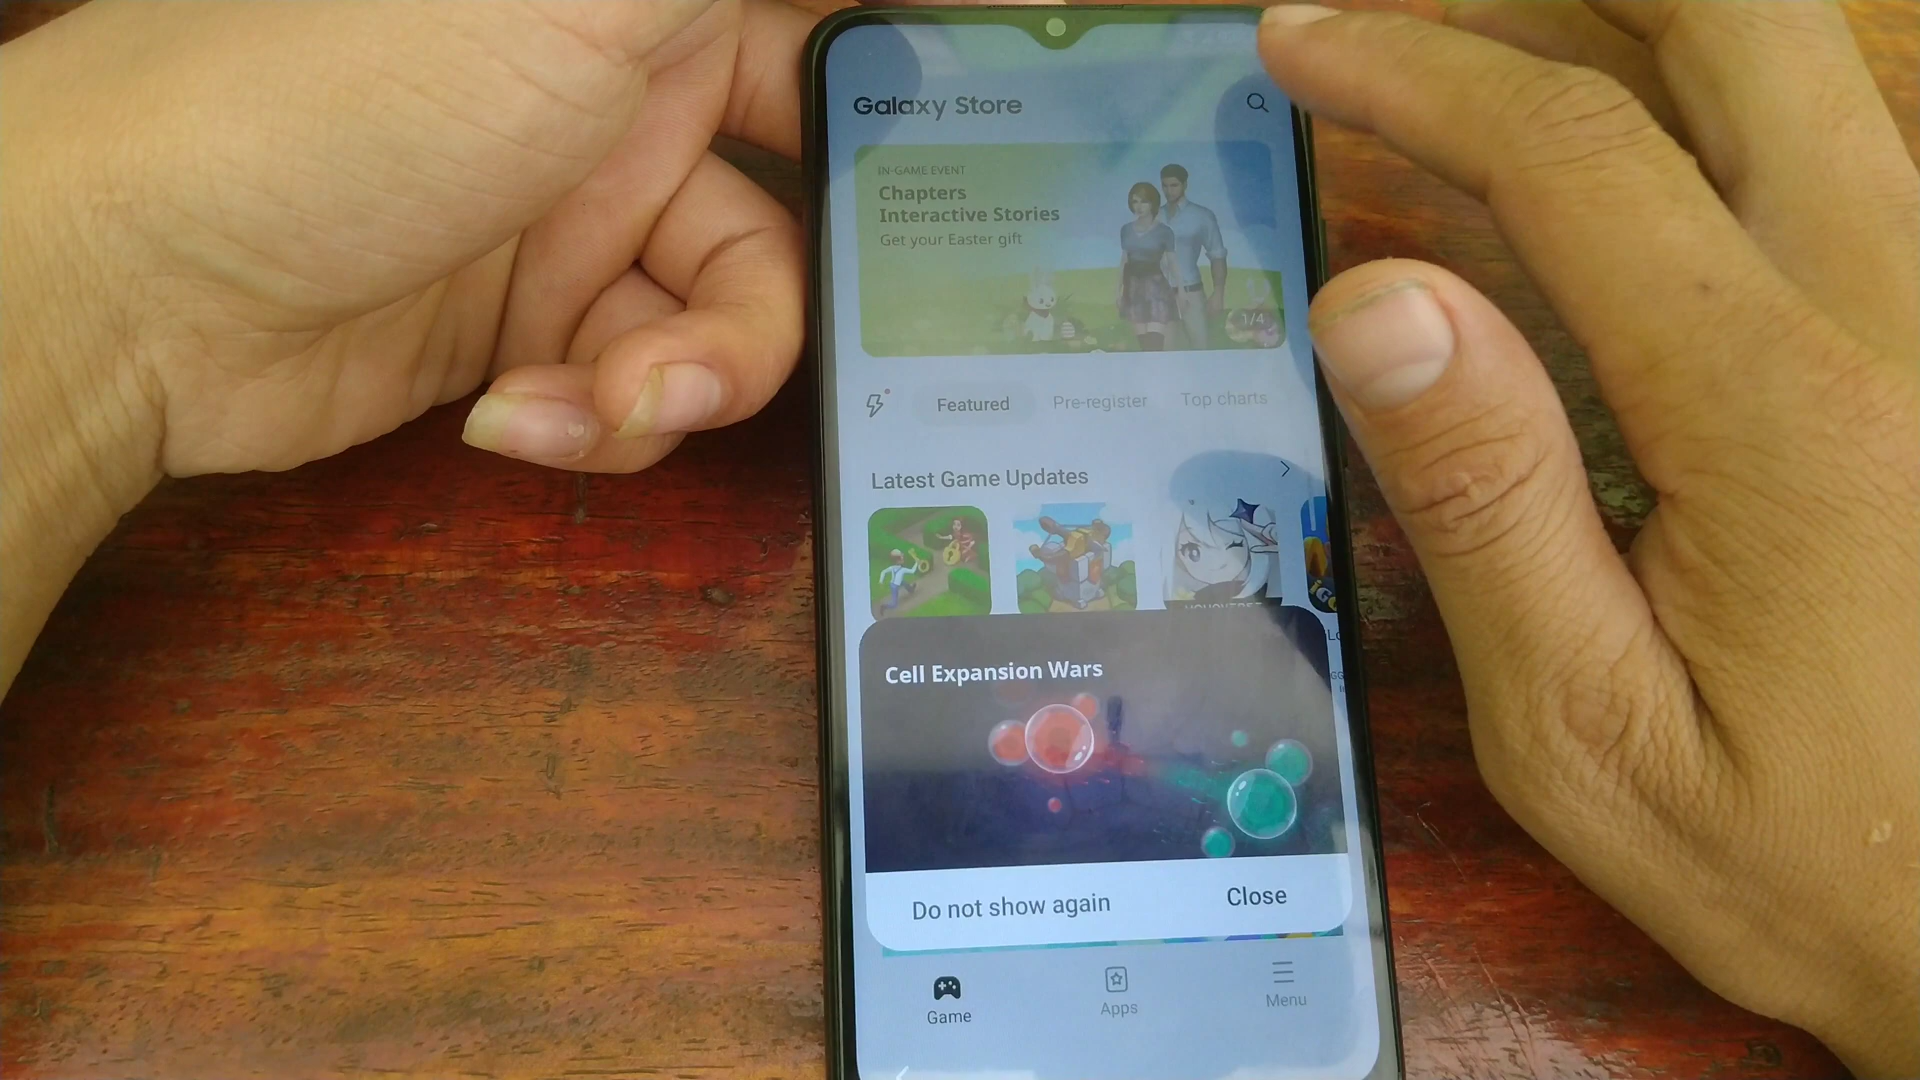 Galaxy Store
IN-GAME EVENT
Chapters
Interactive Stories
Get your Easter gift
1/4
Featured
Pre-register
Top charts
Latest Game Updates
Cell Expansion Wars
Do not show again
Close
Game
Apps
Menu